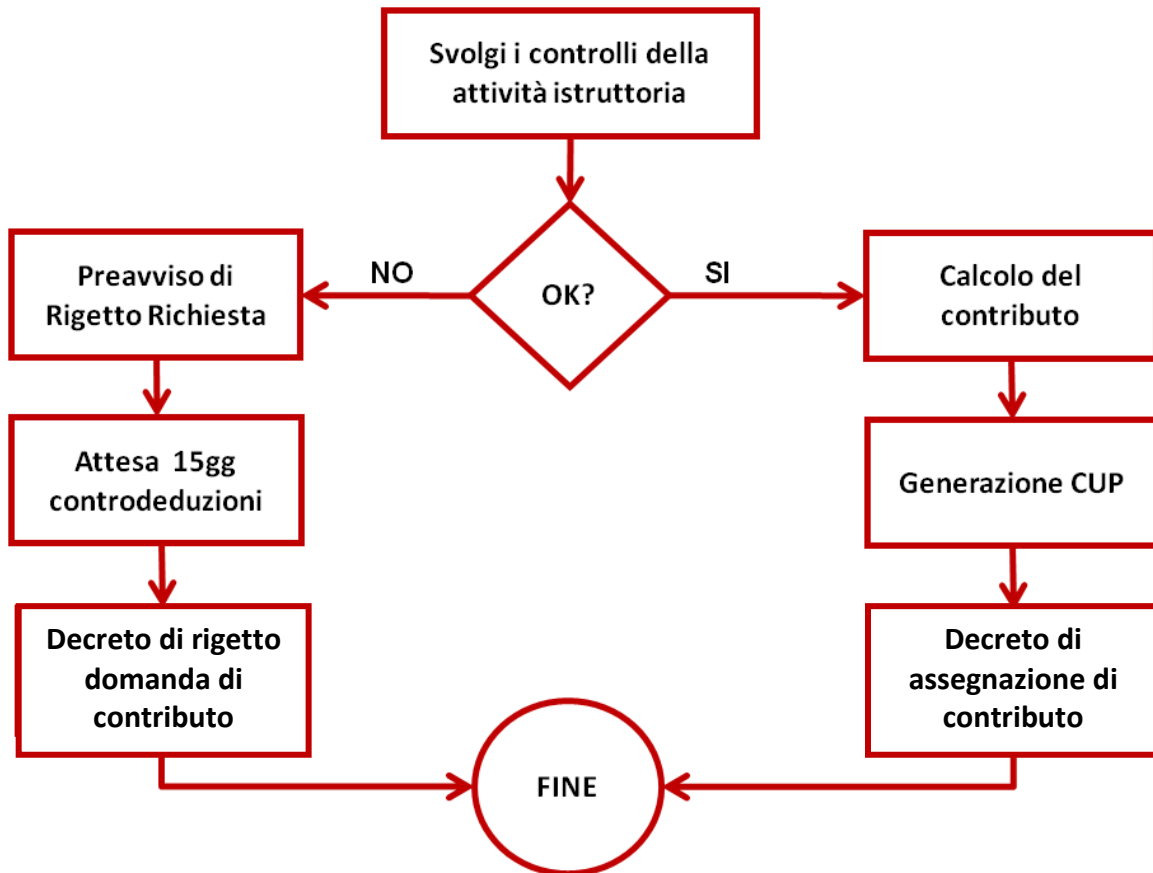 Svolgi i controlli della
attività istruttoria
OK?
NO
SI
Preavviso di
Rigetto Richiesta
Calcolo del
contributo
Attesa 15gg
controdeduzioni
Generazione CUP
Decreto di rigetto
domanda di
contributo
Decreto di
assegnazione di
contributo
FINE